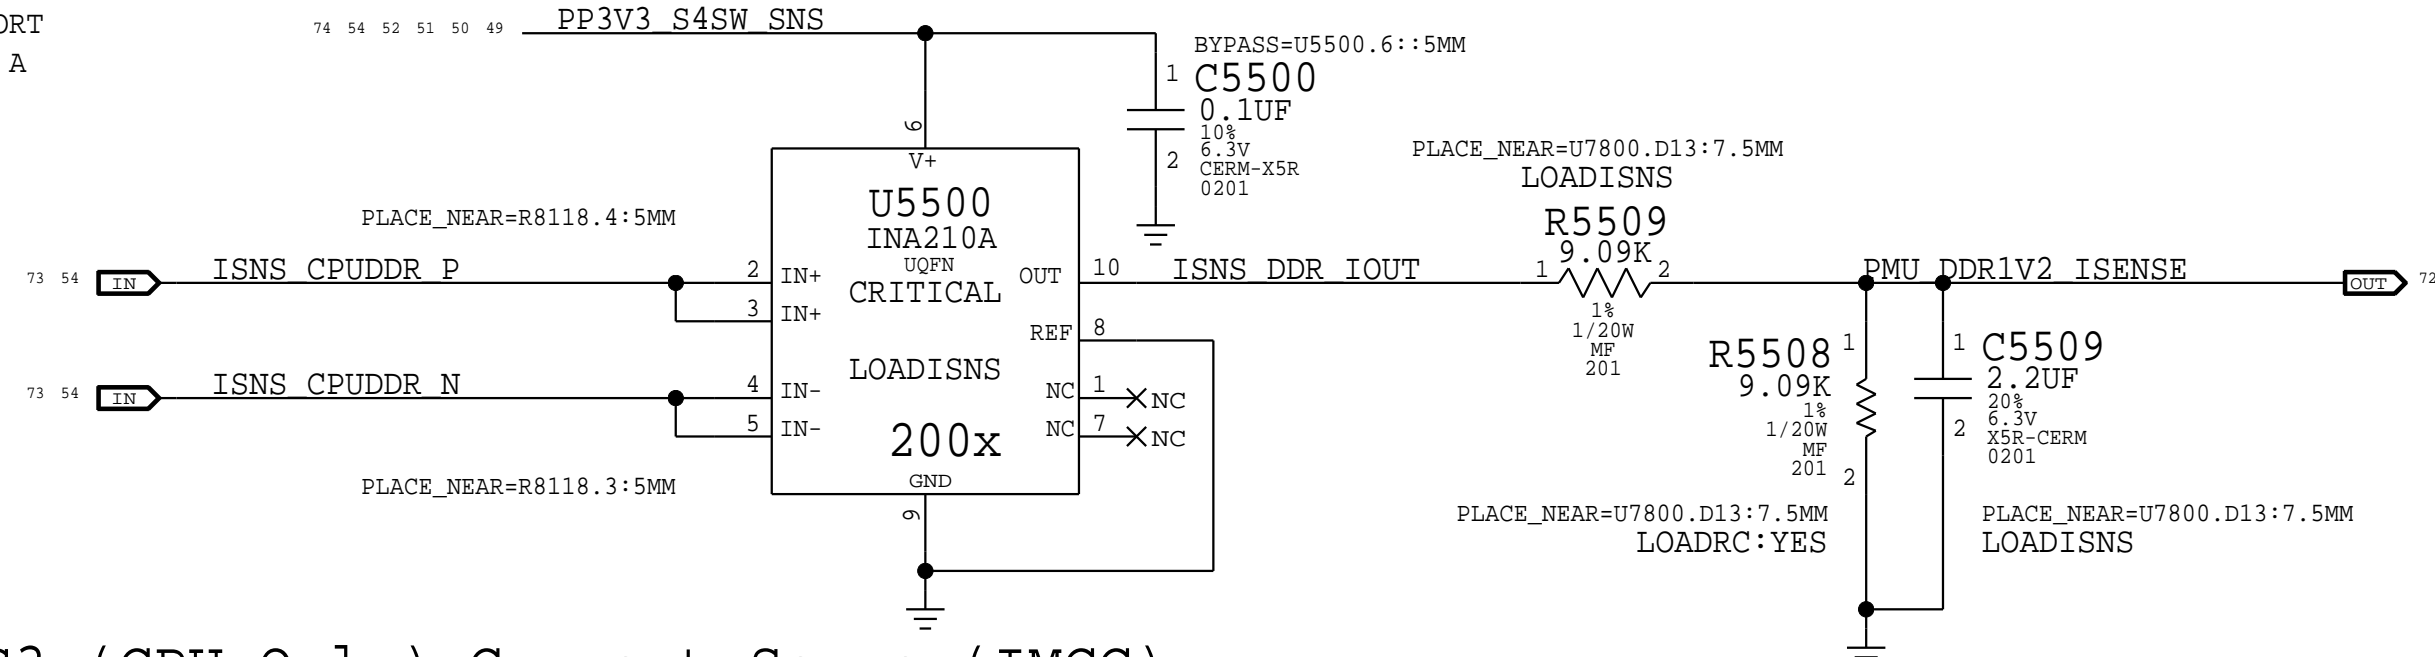 ORT
A
74 54 52 51 50 49
PP3V3_S4SW_SNS
BYPASS=U5500.6::5MM
1
C5500
0.1UF
10%
6.3V
CERM-X5R
0201
2
6
V+
U5500
INA210A
UQFN
CRITICAL
LOADISNS
200x
GND
9
PLACE_NEAR=R8118.4:5MM
73 54
IN
ISNS_CPUDDR_P
2
IN+
3
IN+
73 54
IN
ISNS_CPUDDR_N
4
IN-
5
IN-
PLACE_NEAR=R8118.3:5MM
OUT
10
ISNS_DDR_IOUT
REF
8
NC
1
NC
NC
7
NC
PLACE_NEAR=U7800.D13:7.5MM
LOADISNS
R5509
9.09K
1
2
1%
1/20W
MF
201
PMU_DDR1V2_ISENSE
OUT
72
R5508
1
9.09K
1%
1/20W
MF
201
2
PLACE_NEAR=U7800.D13:7.5MM
LOADRC:YES
1
C5509
2.2UF
20%
6.3V
X5R-CERM
0201
2
PLACE_NEAR=U7800.D13:7.5MM
LOADISNS